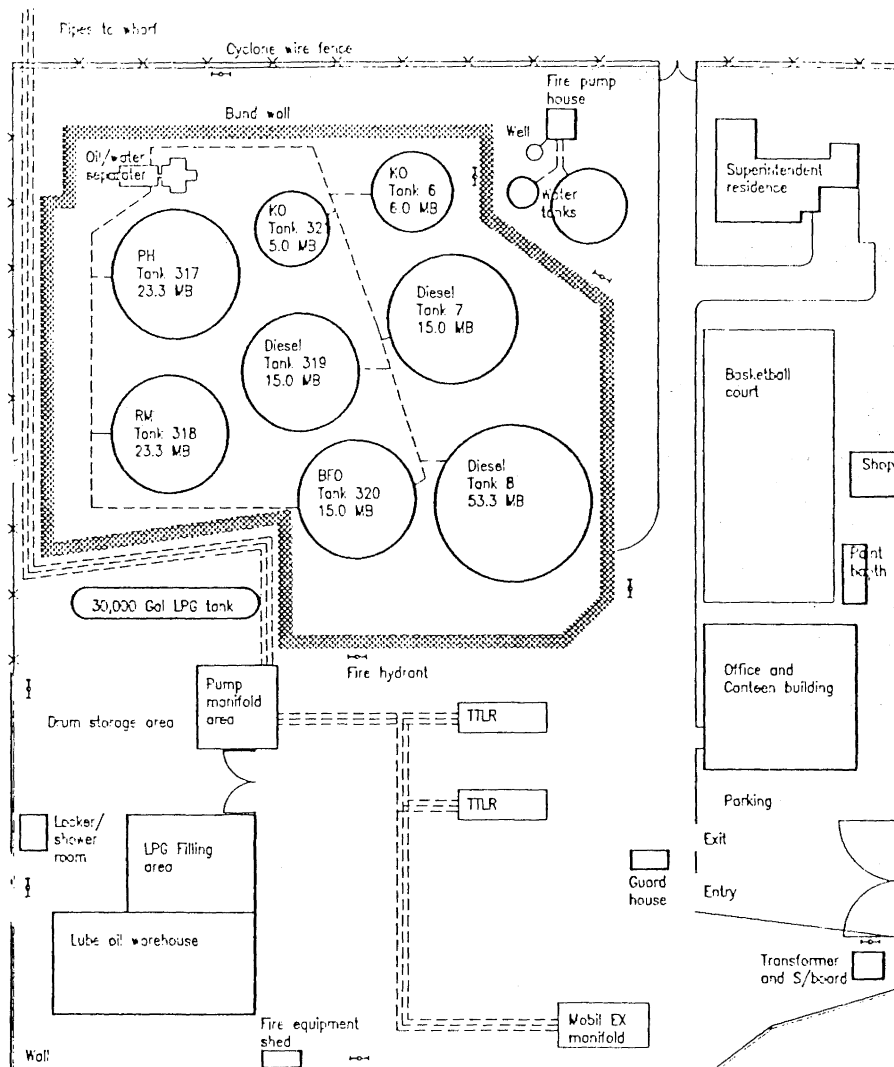 Pipes to wharf
Cyclone wire fence
Fire pump
house
Bund wall
Well
Oil/water
separater
KO
Tank 6
6.0 MB
Superintendent
residence
Water
tanks
KO
Tank 32
5.0 MB
PH
Tank 317
23.3 MB
Diesel
Tank 7
15.0 MB
Diesel
Tank 319
15.0 MB
Basketball
court
RM
Tank 318
23.3 MB
BFO
Tank 320
15.0 MB
Diesel
Tank 8
53.3 MB
Shop
Paint
booth
30,000 Gal LPG tank
Fire hydrant
Office and
Canteen building
Pump
manifold
area
Drum storage area
TTLR
TTLR
Parking
Locker/
shower
room
LPG Filling
area
Exit
Guard
house
Entry
Lube oil warehouse
Transformer
and S/board
Fire equipment
shed
Mobil EX
manifold
Wall